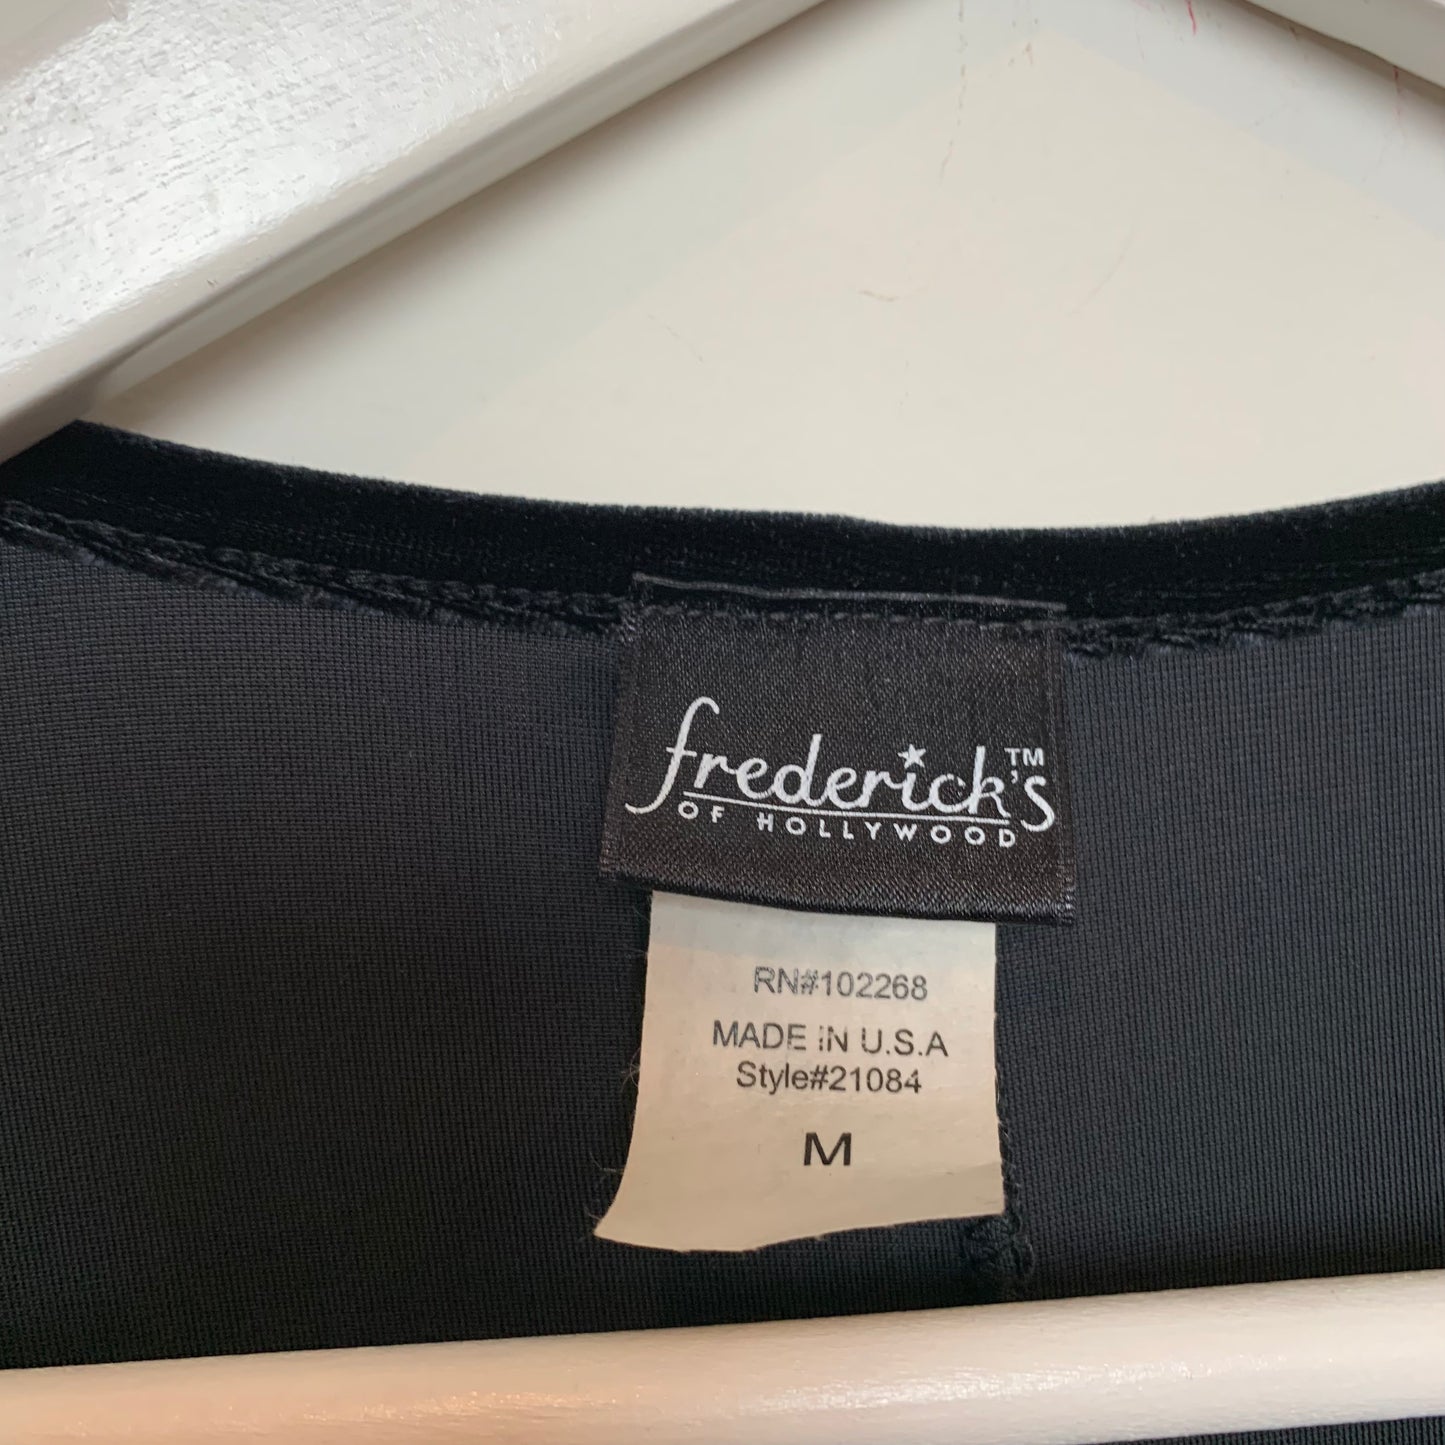 frederick's™
OF HOLLYWOOD
RN#102268
MADE IN U.S.A
Style#21084
M